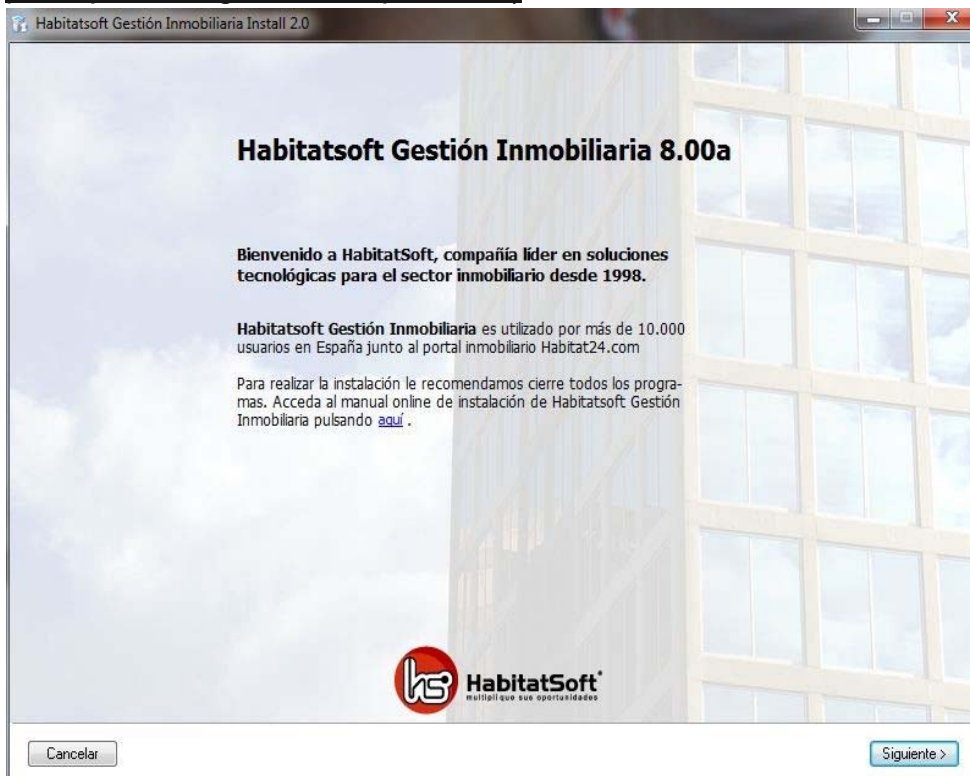 Habitatsoft Gestión Inmobiliaria Install 2.0
Habitatsoft Gestión Inmobiliaria 8.00a
Bienvenido a HabitatSoft, compañía líder en soluciones
tecnológicas para el sector inmobiliario desde 1998.
Habitatsoft Gestión Inmobiliaria es utilizado por más de 10.000
usuarios en España junto al portal inmobiliario Habitat24.com
Para realizar la instalación le recomendamos cierre todos los progra-
mas. Acceda al manual online de instalación de Habitatsoft Gestión
Inmobiliaria pulsando aquí .
hs
HabitatSoft®
multiplique sus oportunidades
Cancelar
Siguiente >